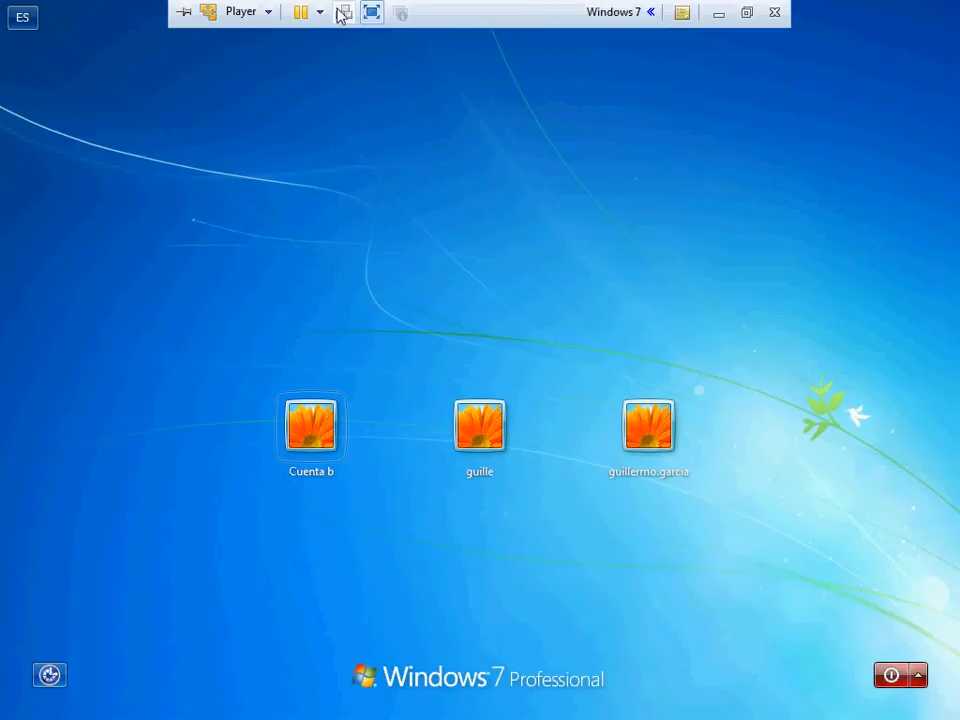 ES
Player
Windows 7
Cuenta b
guille
guillermo.garcia
Windows 7 Professional